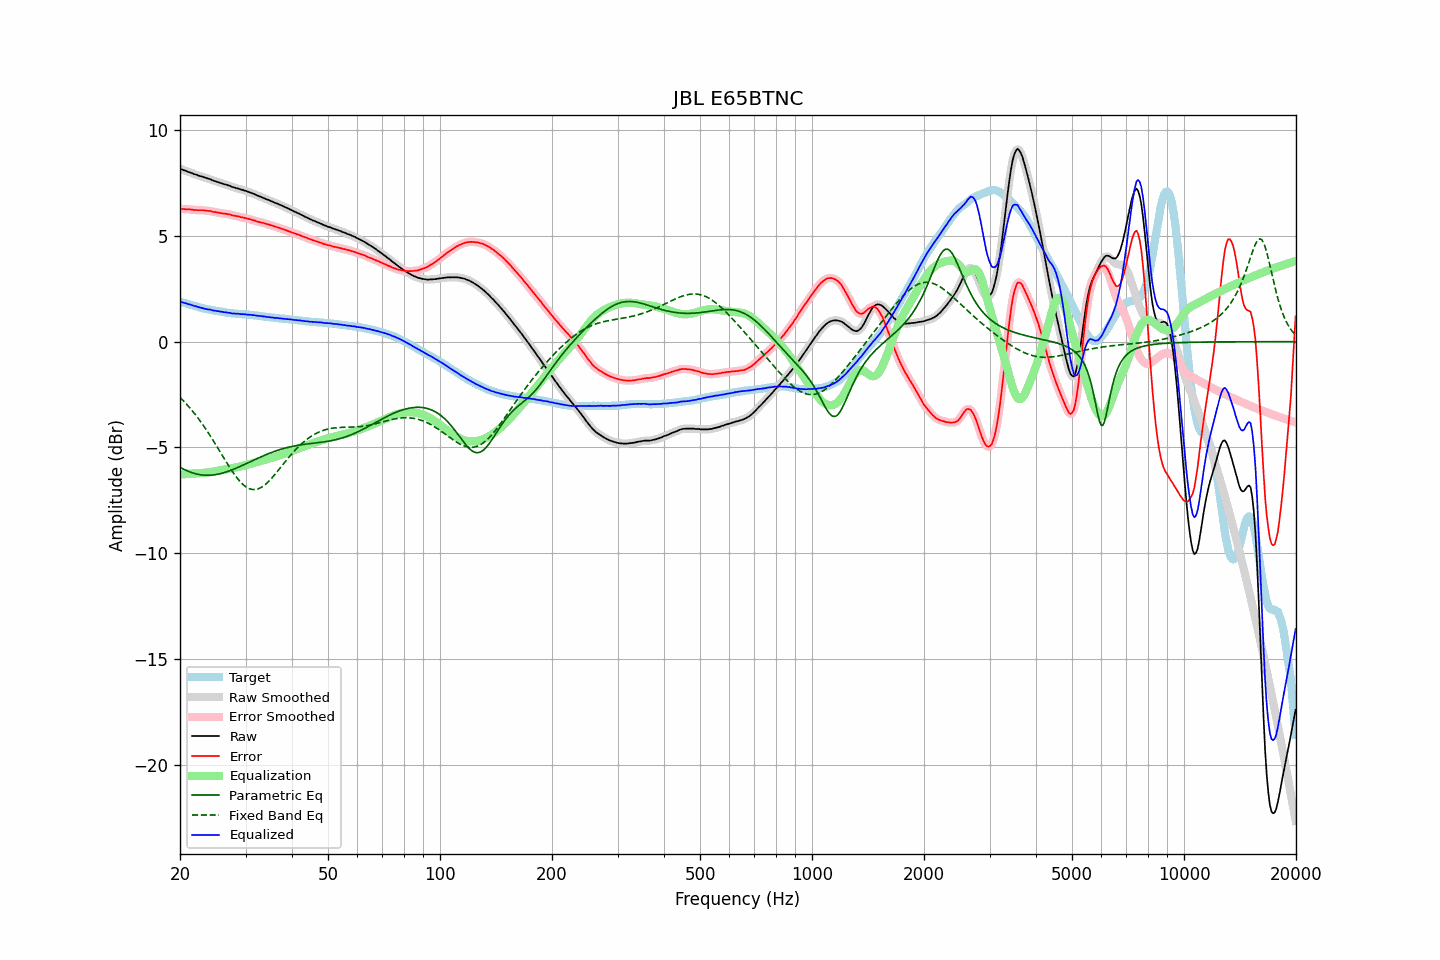 JBL E65BTNC
Amplitude (dBr)
10
5
0
−5
−10
−15
−20
Target
Raw Smoothed
Error Smoothed
Raw
Error
Equalization
Parametric Eq
Fixed Band Eq
Equalized
20 50 100 200 500 1000 2000 5000 10000 20000
Frequency (Hz)